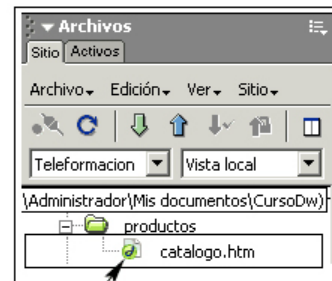 Archivos
Sitio Activos
Archivo Edición Ver Sitio
Teleformacion Vista local
\Administrador\Mis documentos\CursoDw)
productos
catalogo.htm